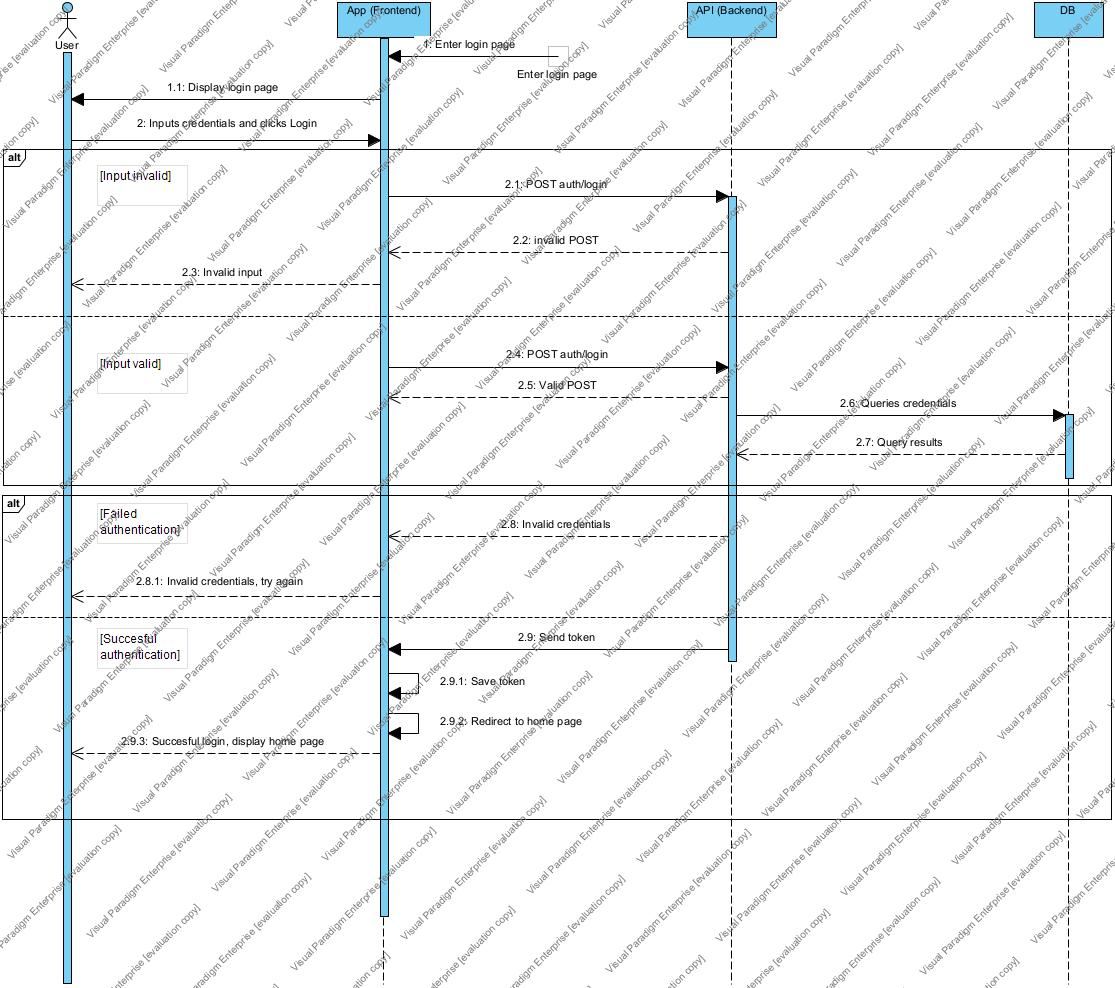 User
App (Frontend)
API (Backend)
DB
1: Enter login page
Enter login page
1.1: Display login page
2: Inputs credentials and clicks Login
alt
[Input invalid]
2.1: POST auth/login
2.2: invalid POST
2.3: Invalid input
[Input valid]
2.4: POST auth/login
2.5: Valid POST
2.6: Queries credentials
2.7: Query results
alt
[Failed
authentication]
2.8: Invalid credentials
2.8.1: Invalid credentials, try again
[Succesful
authentication]
2.9: Send token
2.9.1: Save token
2.9.2: Redirect to home page
2.9.3: Succesful login, display home page
Visual Paradigm Enterprise [evaluation copy]